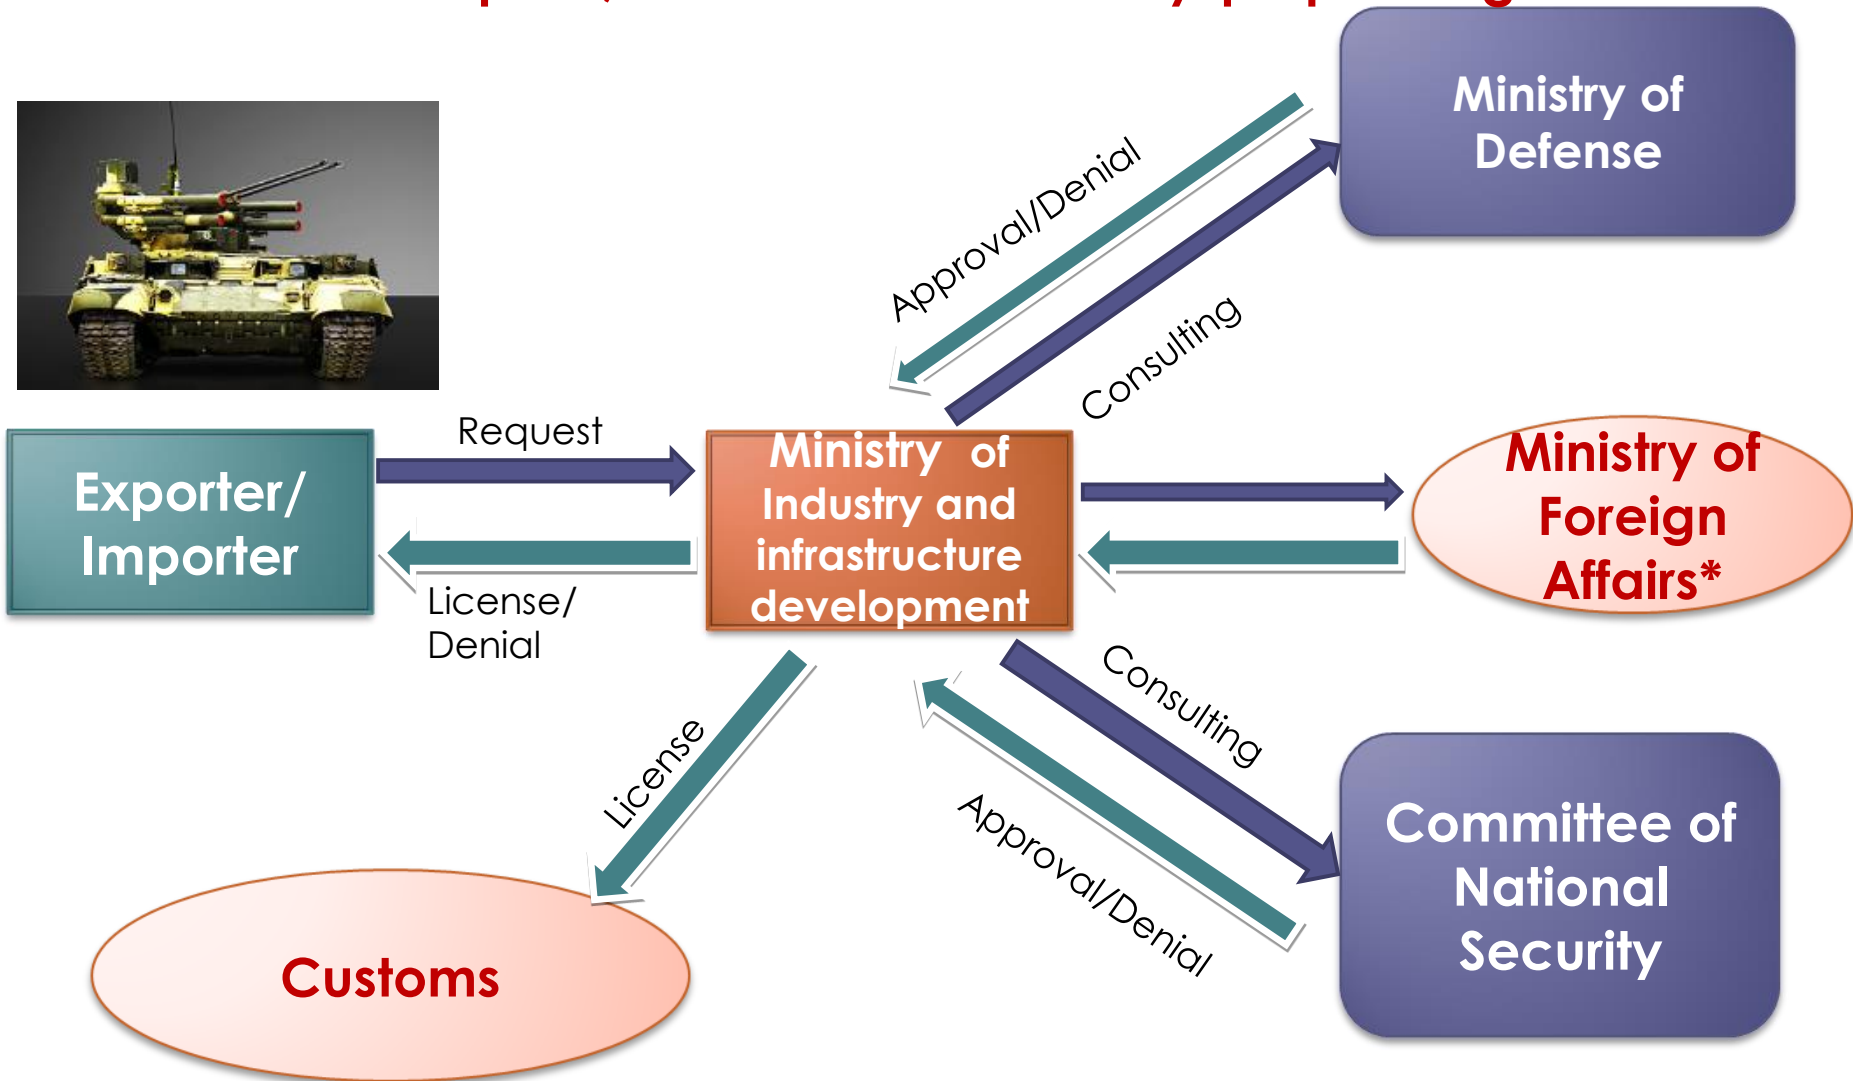 Ministry of
Defense
Approval/Denial
Consulting
Request
Exporter/
Importer
License/
Denial
Ministry of
Industry and
infrastructure
development
Ministry of
Foreign
Affairs*
Consulting
Approval/Denial
License
Customs
Committee of
National
Security